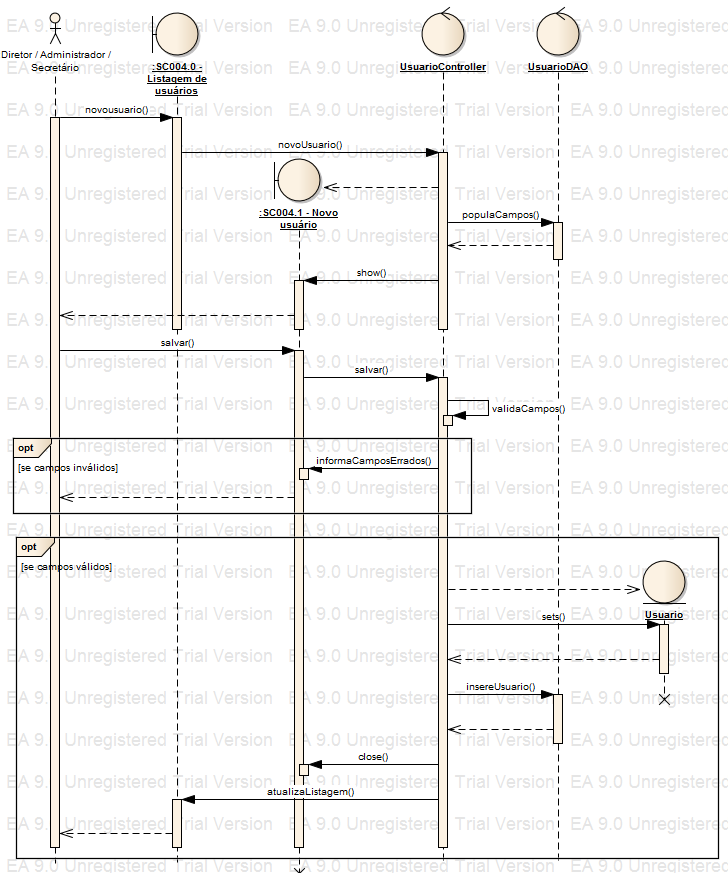 Diretor / Administrador /
Secretário
:SC004.0 -
Listagem de
usuários
UsuarioController
UsuarioDAO
novousuario()
novoUsuario()
:SC004.1 - Novo
usuário
populaCampos()
show()
salvar()
salvar()
validaCampos()
opt
[se campos inválidos]
informaCamposErrados()
opt
[se campos válidos]
Usuario
sets()
insereUsuario()
close()
atualizaListagem()
EA 9.0 Unregistered Trial Version